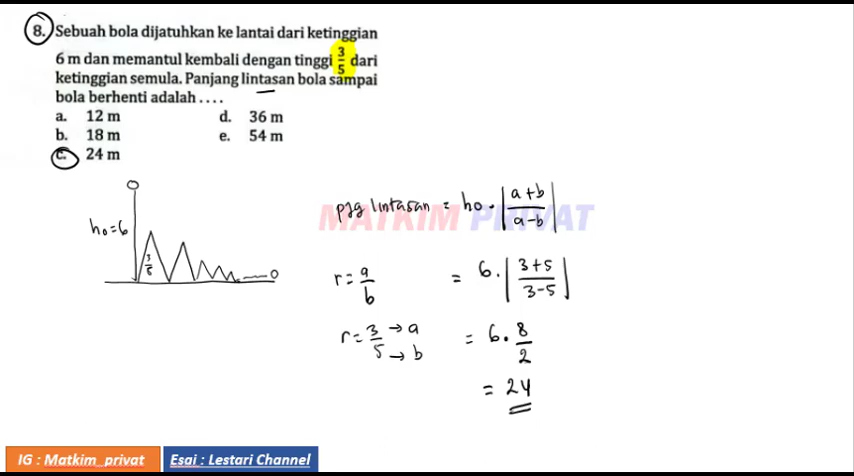 8. Sebuah bola dijatuhkan ke lantai dari ketinggian
6 m dan memantul kembali dengan tinggi 3/5 dari
ketinggian semula. Panjang lintasan bola sampai
bola berhenti adalah . . . .
a. 12 m d. 36 m
b. 18 m e. 54 m
c. 24 m
h₀=6
3/5
MATKIM PRIVAT
pjg lintasan = h₀ . |a+b/a-b|
r = a/b = 6 . |3+5/3-5|
r = 3/5 → a → b = 6 . 8/2
= 24
IG : Matkim_privat Esai : Lestari Channel